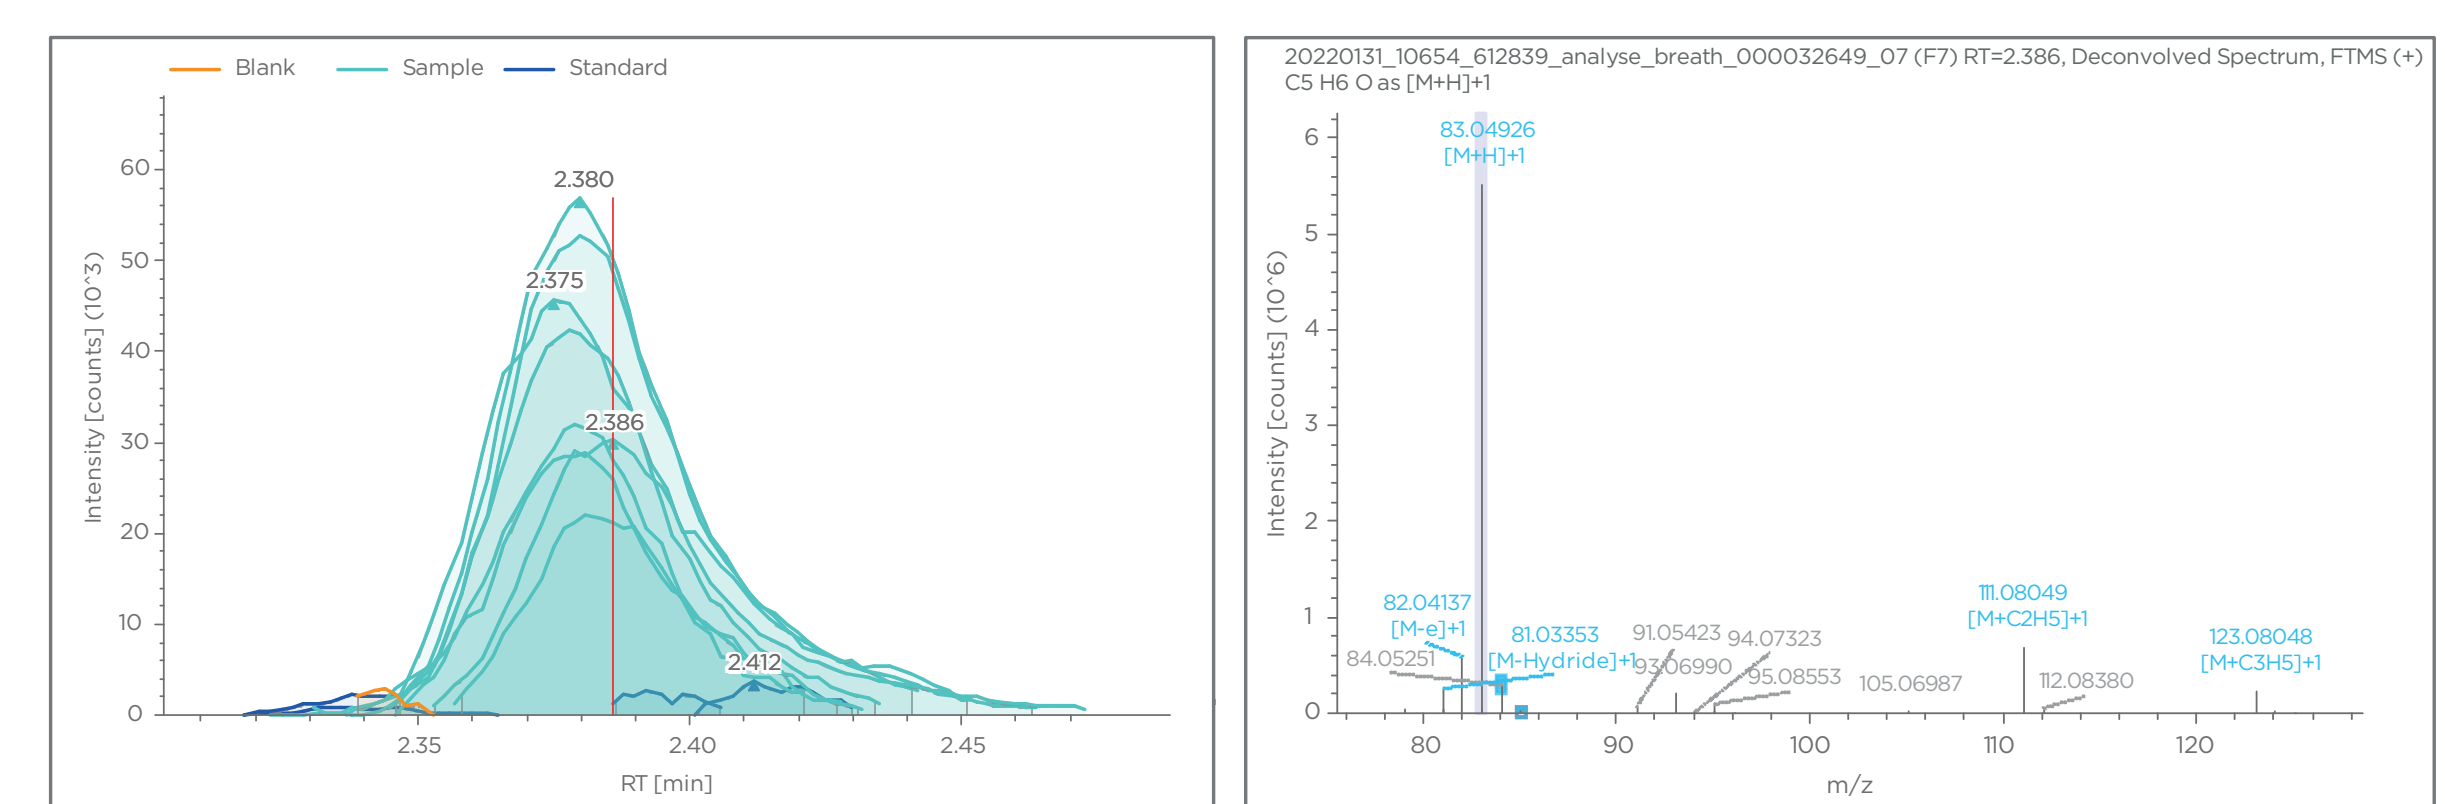 Blank Sample Standard
60
50
40
30
20
10
0
Intensity [counts] (10^3)
2.380
2.375
2.386
2.412
2.35 2.40 2.45
RT [min]
20220131_10654_612839_analyse_breath_000032649_07 (F7) RT=2.386, Deconvolved Spectrum, FTMS (+)
C5 H6 O as [M+H]+1
6
5
4
3
2
1
0
Intensity [counts] (10^6)
83.04926
[M+H]+1
82.04137
[M-e]+1
84.05251
81.03353
[M-Hydride]+1
91.05423
93.06990
94.07323
95.08553
105.06987
111.08049
[M+C2H5]+1
112.08380
123.08048
[M+C3H5]+1
80 90 100 110 120
m/z